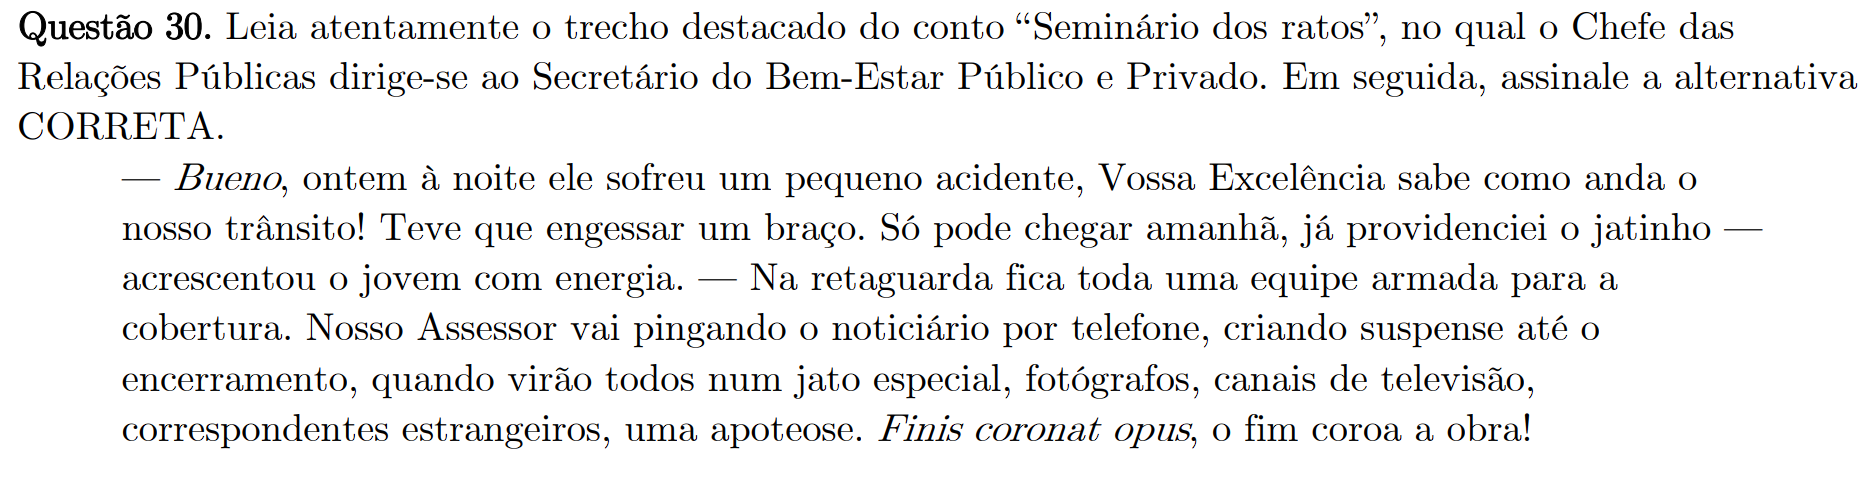 Questão 30. Leia atentamente o trecho destacado do conto “Seminário dos ratos”, no qual o Chefe das
Relações Públicas dirige-se ao Secretário do Bem-Estar Público e Privado. Em seguida, assinale a alternativa
CORRETA.
— Bueno, ontem à noite ele sofreu um pequeno acidente, Vossa Excelência sabe como anda o
nosso trânsito! Teve que engessar um braço. Só pode chegar amanhã, já providenciei o jatinho —
acrescentou o jovem com energia. — Na retaguarda fica toda uma equipe armada para a
cobertura. Nosso Assessor vai pingando o noticiário por telefone, criando suspense até o
encerramento, quando virão todos num jato especial, fotógrafos, canais de televisão,
correspondentes estrangeiros, uma apoteose. Finis coronat opus, o fim coroa a obra!